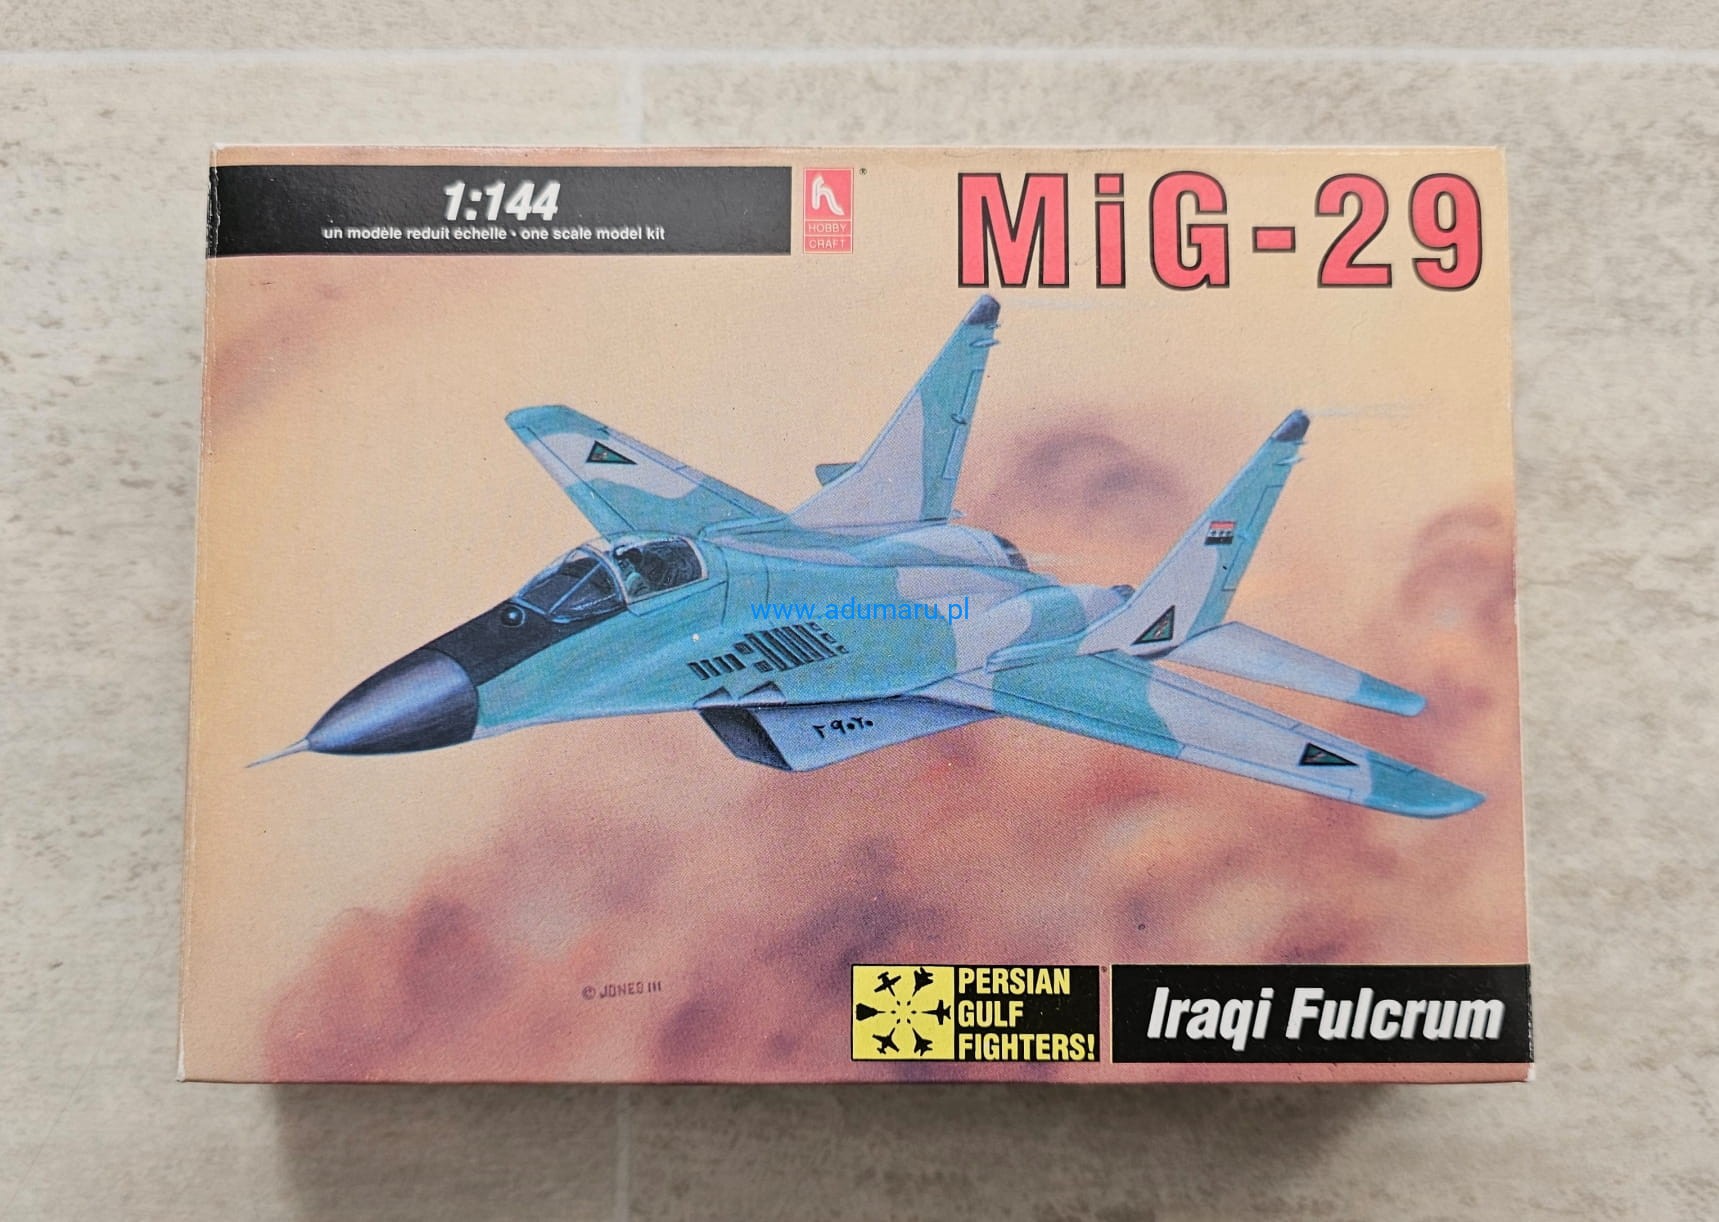 1:144
un modèle reduit échelle • one scale model kit
h
HOBBY
CRAFT
®
MiG-29
www.adumaru.pl
٢٩٠٢٠
© JONES III
PERSIAN
GULF
FIGHTERS!
Iraqi Fulcrum